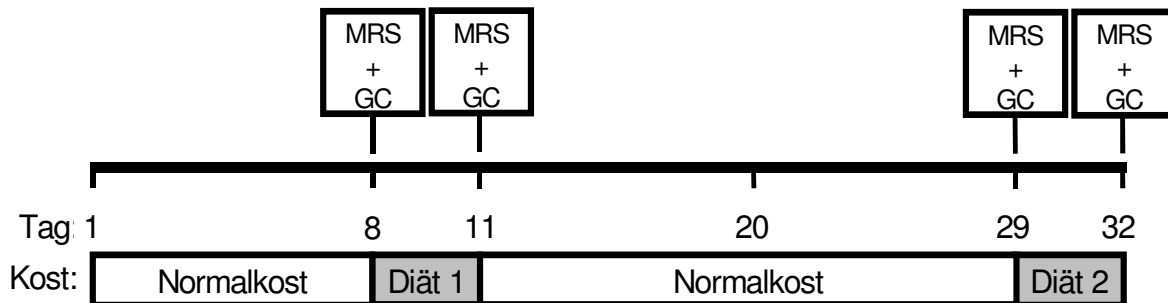 MRS + GC
MRS + GC
MRS + GC
MRS + GC
Tag: 1 8 11 20 29 32
Kost: Normalkost Diät 1 Normalkost Diät 2